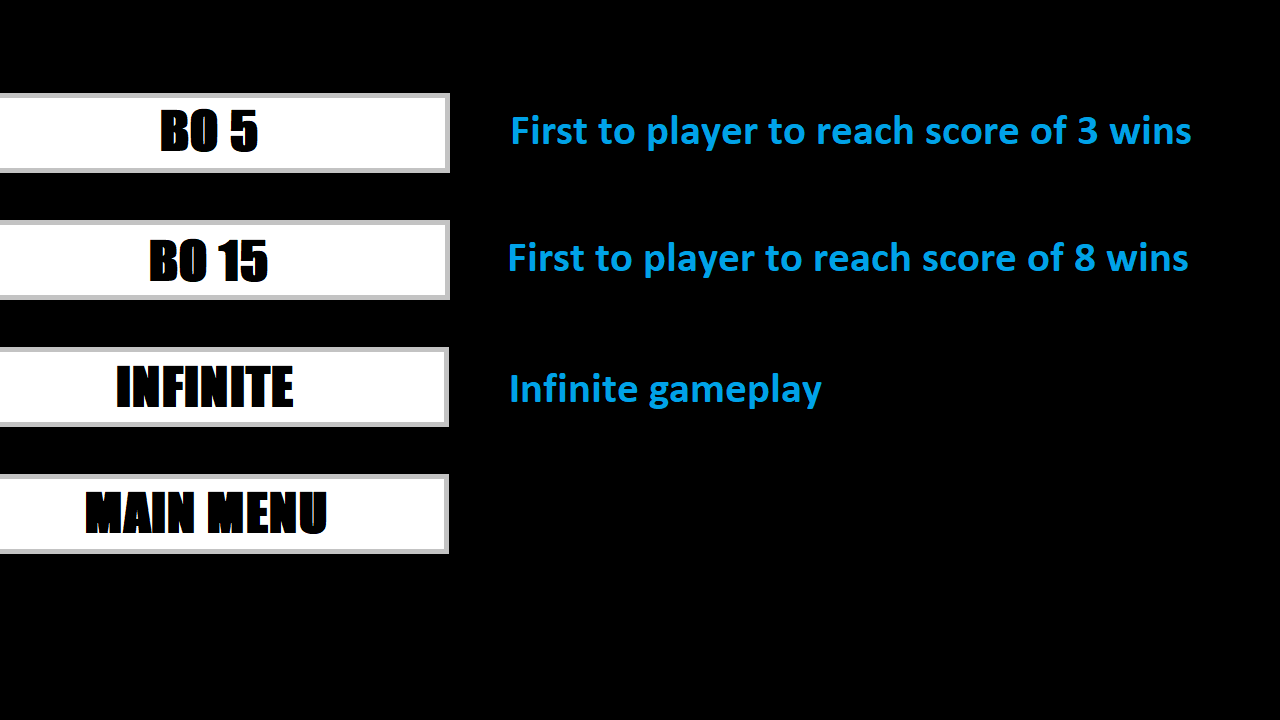 BO 5
First to player to reach score of 3 wins
BO 15
First to player to reach score of 8 wins
INFINITE
Infinite gameplay
MAIN MENU